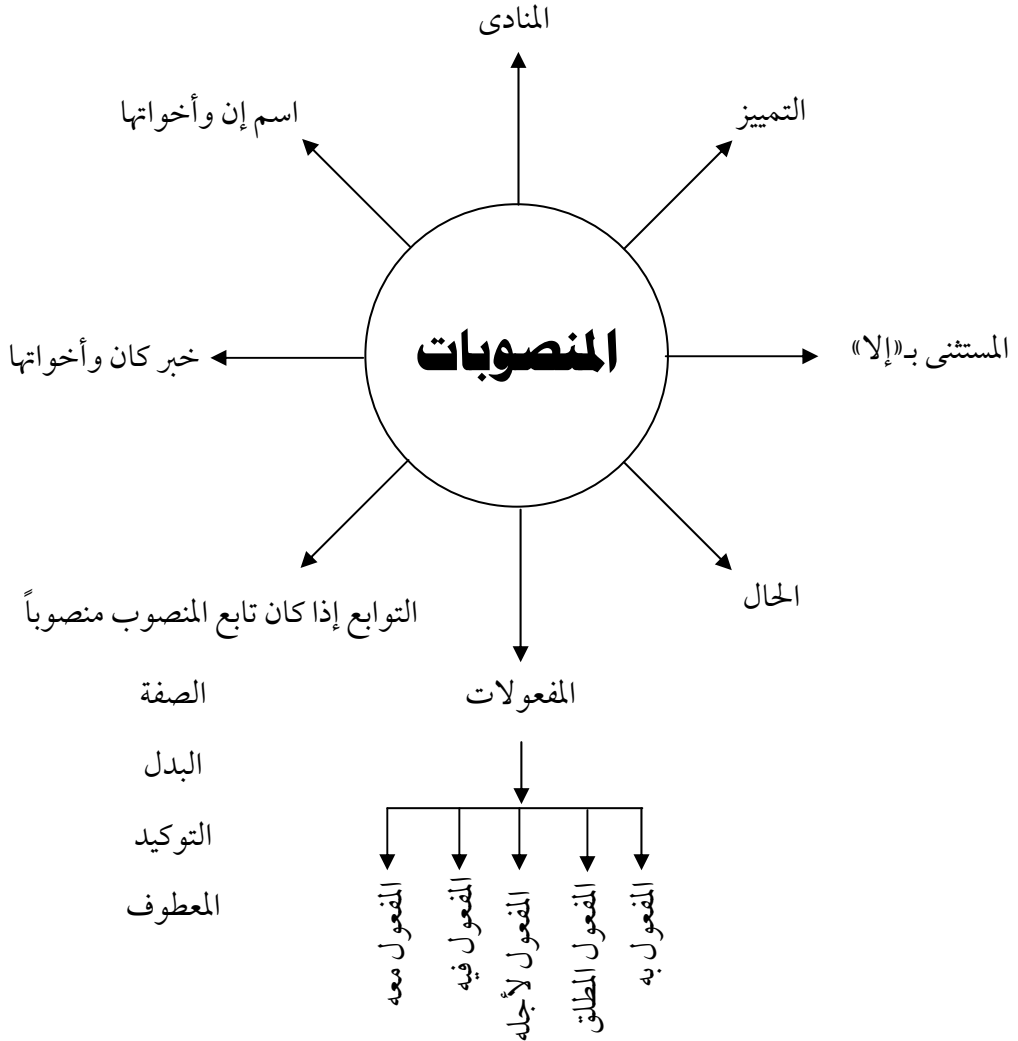 المنادى
التمييز
اسم إن وأخواتها
المنصوبات
المستثنى بـ«إلا»
خبر كان وأخواتها
الحال
التوابع إذا كان تابع المنصوب منصوباً
المفعولات
الصفة
البدل
التوكيد
المعطوف
المفعول به
المفعول المطلق
المفعول لأجله
المفعول فيه
المفعول معه